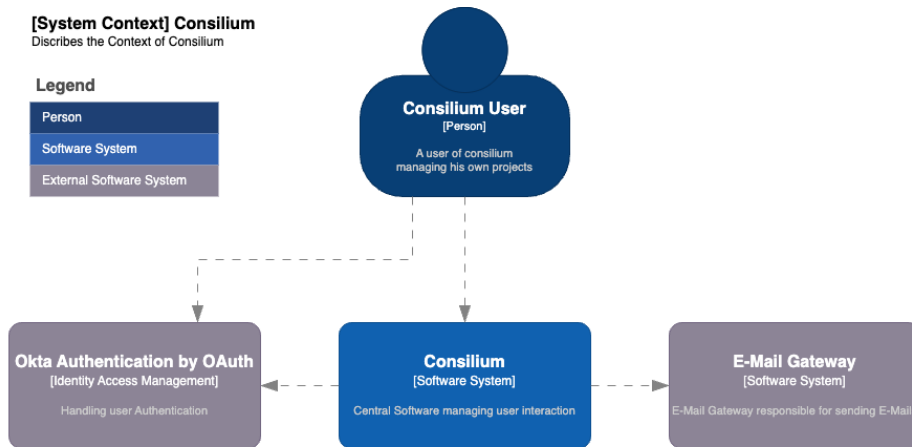 [System Context] Consilium
Discribes the Context of Consilium
Legend
Person
Software System
External Software System
Consilium User
[Person]
A user of consilium
managing his own projects
Okta Authentication by OAuth
[Identity Access Management]
Handling user Authentication
Consilium
[Software System]
Central Software managing user interaction
E-Mail Gateway
[Software System]
E-Mail Gateway responsible for sending E-Mail